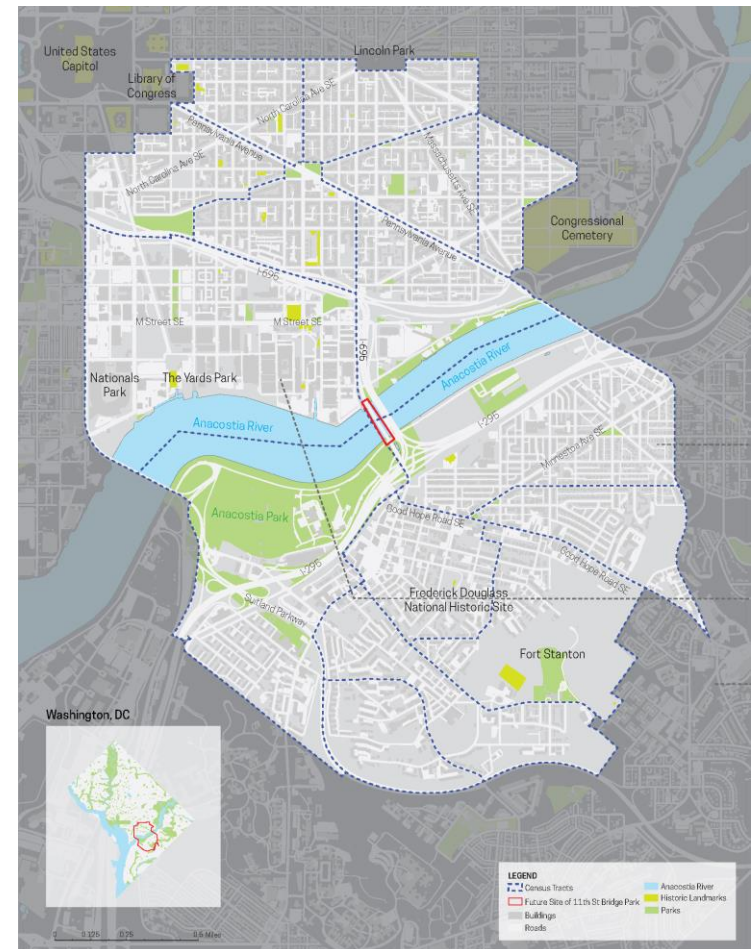 United States
Capitol
Lincoln Park
Library of
Congress
North Carolina Ave SE
Pennsylvania Avenue
Massachusetts Ave SE
North Carolina Ave SE
Congressional
Cemetery
Pennsylvania Avenue
I-695
M Street SE
M Street SE
I-695
Anacostia River
Nationals
Park
The Yards Park
Anacostia River
I-295
Minnesota Ave SE
Anacostia Park
Good Hope Road SE
Good Hope Road SE
I-295
Suitland Parkway
Frederick Douglass
National Historic Site
Fort Stanton
Washington, DC
LEGEND
Census Tracts
Future Site of 11th St Bridge Park
Buildings
Roads
Anacostia River
Historic Landmarks
Parks
0 0.125 0.25 0.5 Miles